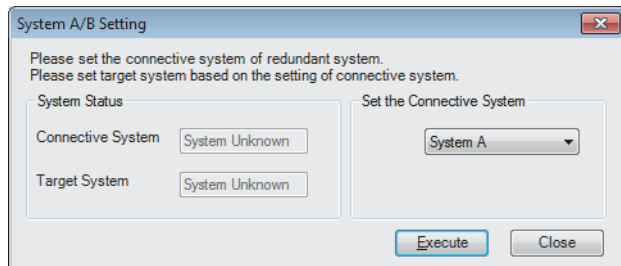 System A/B Setting
Please set the connective system of redundant system.
Please set target system based on the setting of connective system.
System Status
Set the Connective System
Connective System
System Unknown
System A
Target System
System Unknown
Execute
Close